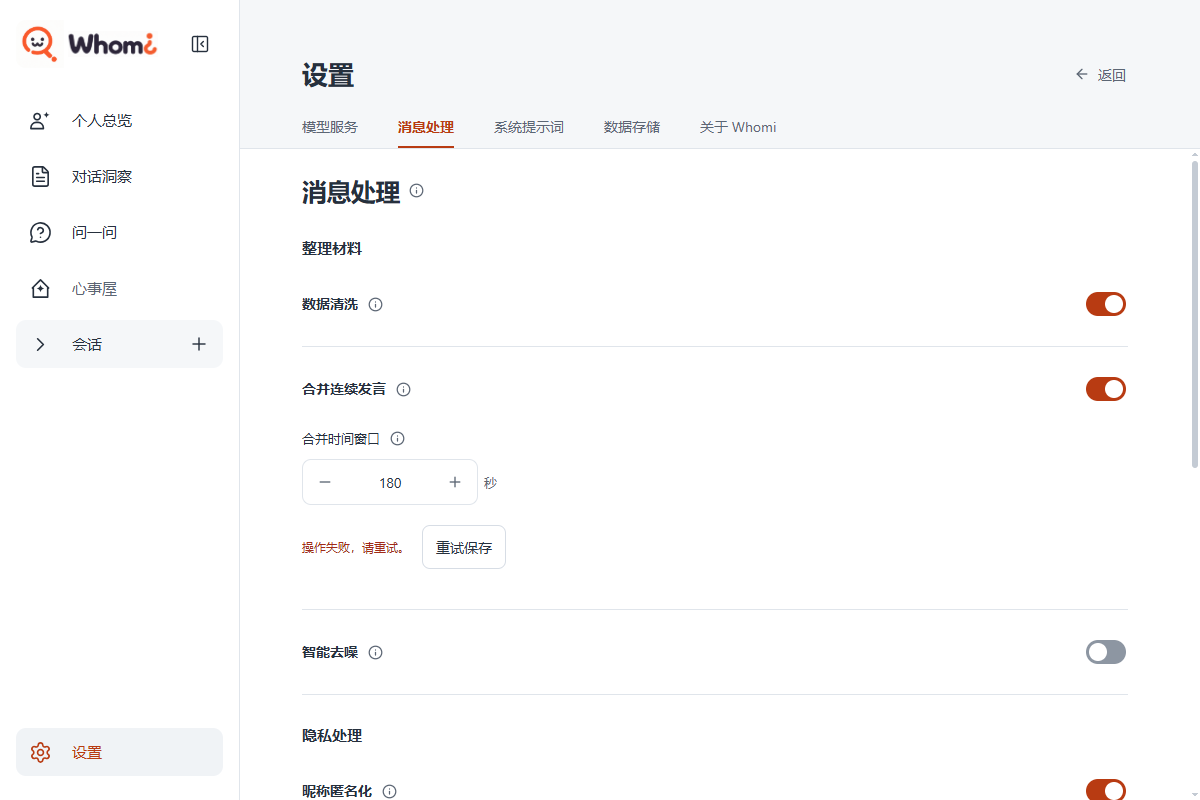 Whomi
个人总览
对话洞察
问一问
心事屋
会话
设置
设置
返回
模型服务
消息处理
系统提示词
数据存储
关于 Whomi
消息处理
整理材料
数据清洗
合并连续发言
合并时间窗口
180
秒
操作失败，请重试。
重试保存
智能去噪
隐私处理
昵称匿名化